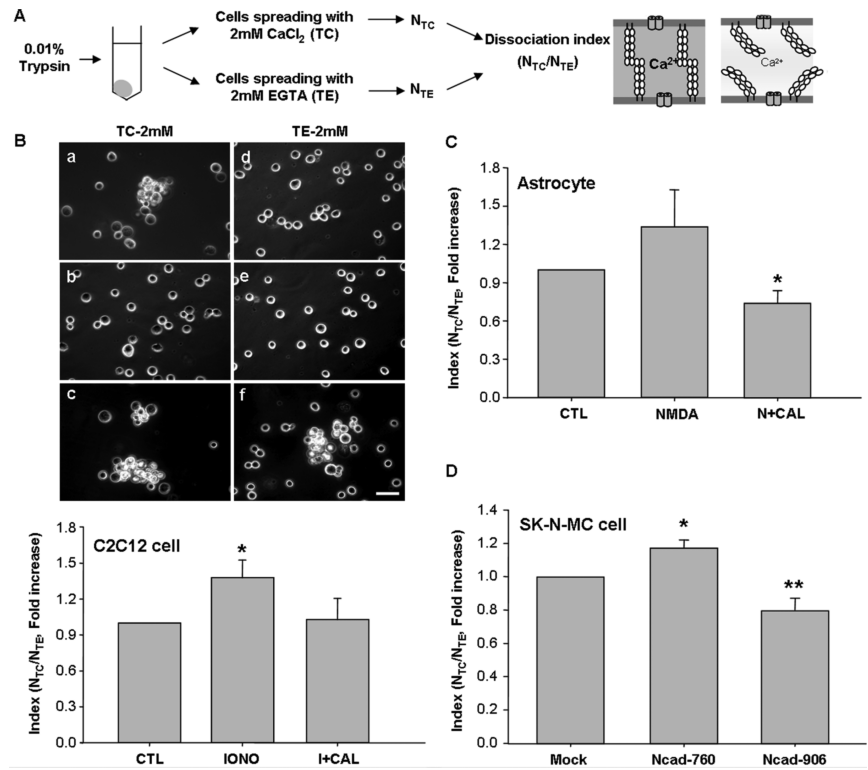 A
0.01%
Trypsin
Cells spreading with
2mM CaCl2 (TC)
NTC
Cells spreading with
2mM EGTA (TE)
NTE
Dissociation index
(NTC/NTE)
Ca2+
Ca2+
B
TC-2mM
TE-2mM
a
d
b
e
c
f
C2C12 cell
Index (NTC/NTE, Fold increase)
1.8
1.5
1.2
0.9
0.6
0.3
0.0
*
CTL
IONO
I+CAL
C
Astrocyte
Index (NTC/NTE, Fold increase)
1.8
1.5
1.2
0.9
0.6
0.3
0.0
*
CTL
NMDA
N+CAL
D
SK-N-MC cell
Index (NTC/NTE, Fold increase)
1.4
1.2
1.0
0.8
0.6
0.4
0.2
0.0
*
**
Mock
Ncad-760
Ncad-906